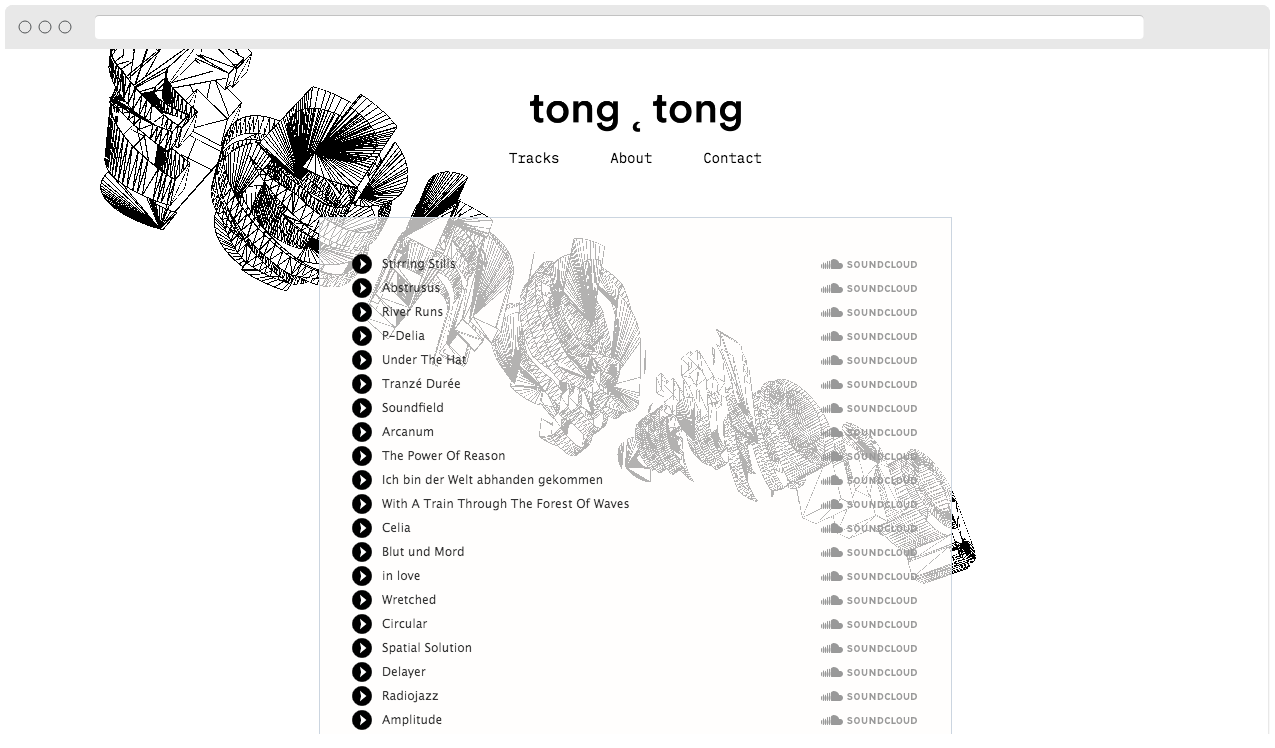 tong ˛ tong
Tracks About Contact
Stirring Stills SOUNDCLOUD
Abstrusus SOUNDCLOUD
River Runs SOUNDCLOUD
P-Delia SOUNDCLOUD
Under The Hat SOUNDCLOUD
Tranzé Durée SOUNDCLOUD
Soundfield SOUNDCLOUD
Arcanum SOUNDCLOUD
The Power Of Reason SOUNDCLOUD
Ich bin der Welt abhanden gekommen SOUNDCLOUD
With A Train Through The Forest Of Waves SOUNDCLOUD
Celia SOUNDCLOUD
Blut und Mord SOUNDCLOUD
in love SOUNDCLOUD
Wretched SOUNDCLOUD
Circular SOUNDCLOUD
Spatial Solution SOUNDCLOUD
Delayer SOUNDCLOUD
Radiojazz SOUNDCLOUD
Amplitude SOUNDCLOUD